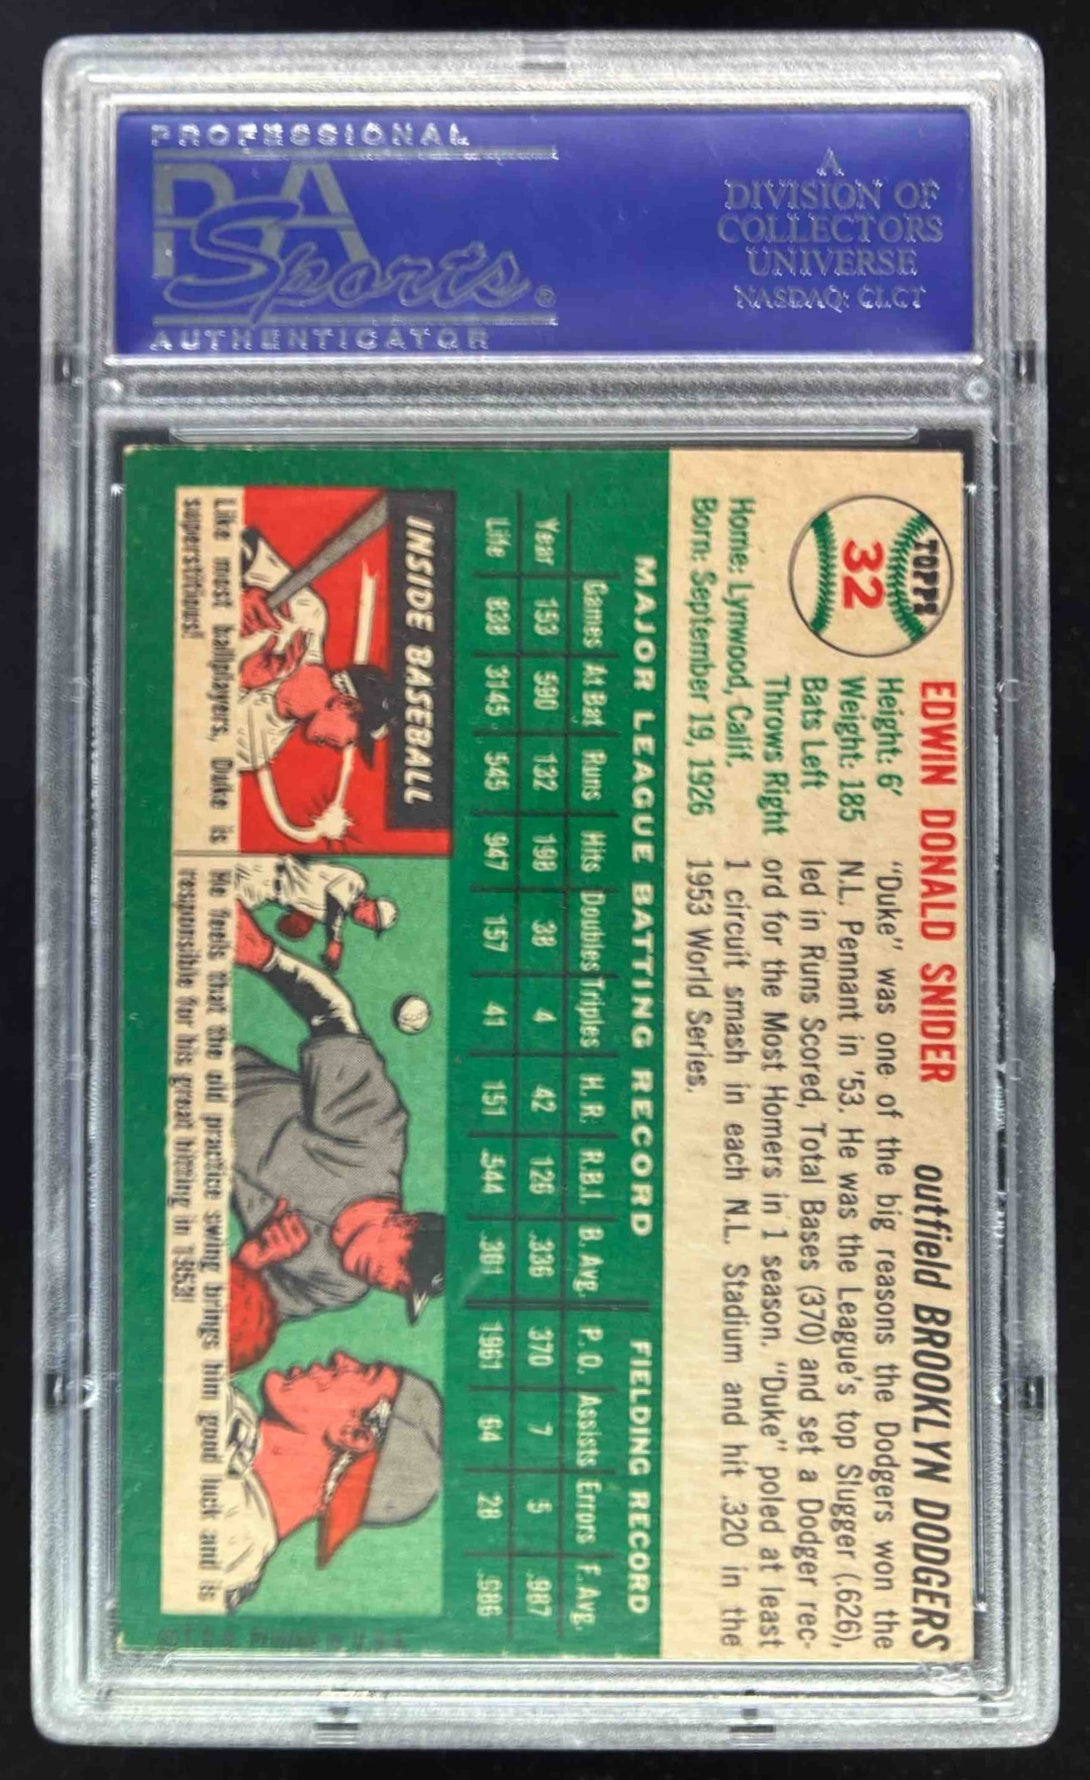 PROFESSIONAL
PSA
Sports®
AUTHENTICATOR
A
DIVISION OF
COLLECTORS
UNIVERSE
NASDAQ: CLCT
TOPPS
32
EDWIN DONALD SNIDER
outfield BROOKLYN DODGERS
Height: 6'
Weight: 185
Bats Left
Throws Right
Home: Lynwood, Calif.
Born: September 19, 1926
"Duke" was one of the big reasons the Dodgers won the
N.L. Pennant in '53. He was the League's top Slugger (.626),
led in Runs Scored, Total Bases (370) and set a Dodger rec-
ord for the Most Homers in 1 season. "Duke" poled at least
1 circuit smash in each N.L. Stadium and hit .320 in the
1953 World Series.
MAJOR LEAGUE BATTING RECORD FIELDING RECORD
Games At Bat Runs Hits Doubles Triples H.R. R.B.I. B. Avg. P.O. Assists Errors F. Avg.
Year 153 590 132 198 38 4 42 126 .336 370 7 5 .987
Life 828 3145 545 947 157 41 151 544 .301 1961 64 28 .986
INSIDE BASEBALL
Like most ballplayers, Duke is
superstitious!
He feels that the old practice swing brings him good luck and is
responsible for his great hitting in 1953!